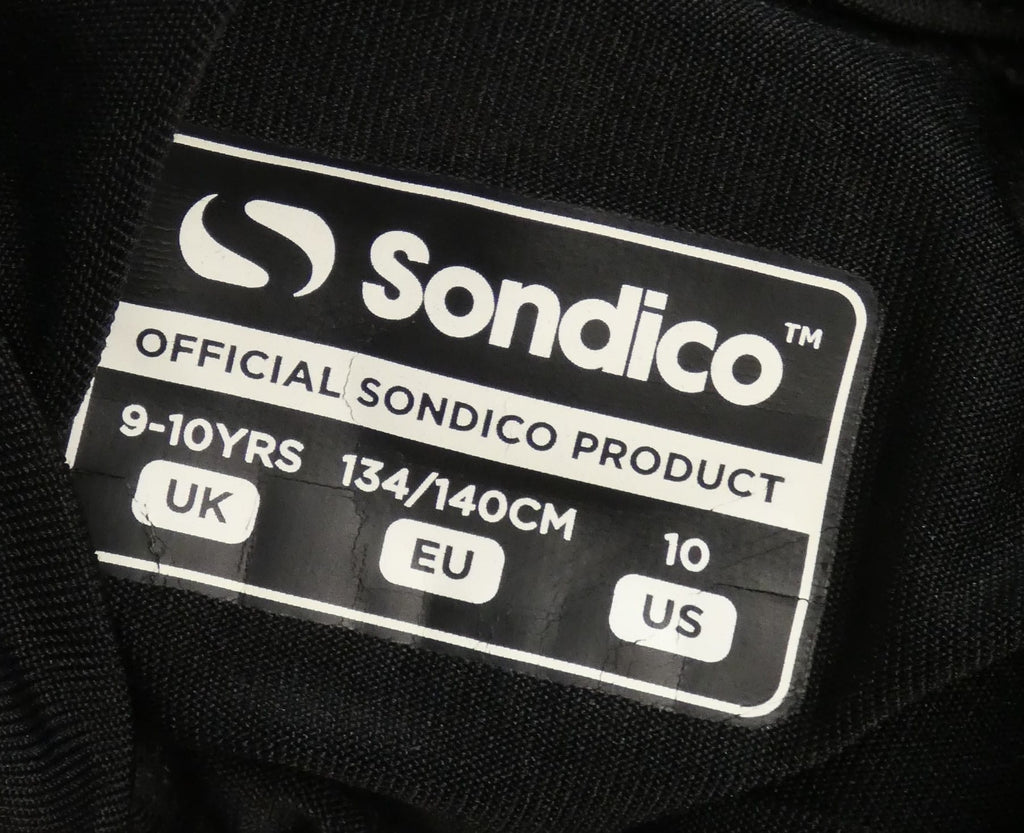 Sondico™
OFFICIAL SONDICO PRODUCT
9-10YRS 134/140CM 10
UK EU US